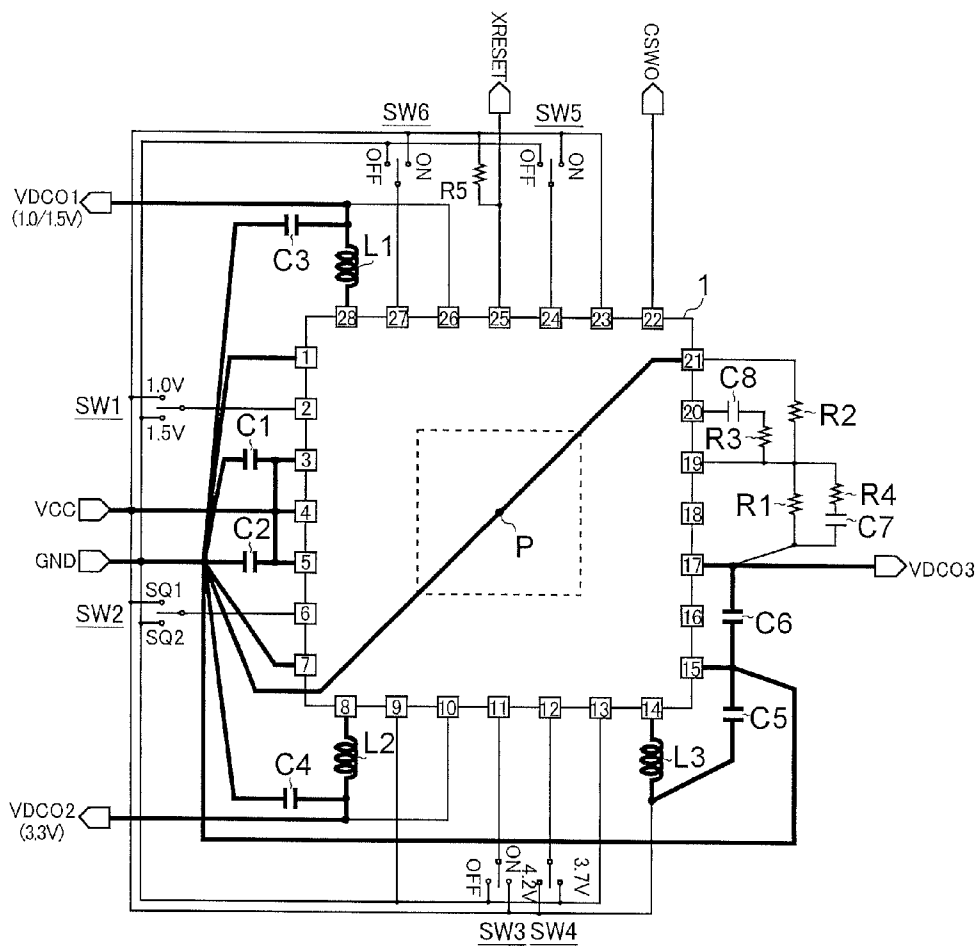 XRESET
CSWO
SW6
SW5
OFF
ON
R5
OFF
ON
VDCO1
(1.0/1.5V)
C3
L1
1
28
27
26
25
24
23
22
1
21
1.0V
SW1
1.5V
2
C8
20
R2
R3
C1
3
19
VCC
4
R1
R4
18
C7
C2
P
GND
5
17
VDCO3
SQ1
SW2
SQ2
6
16
C6
7
15
8
9
10
11
12
13
14
C5
L2
L3
C4
VDCO2
(3.3V)
OFF
ON
4.2V
3.7V
SW3
SW4